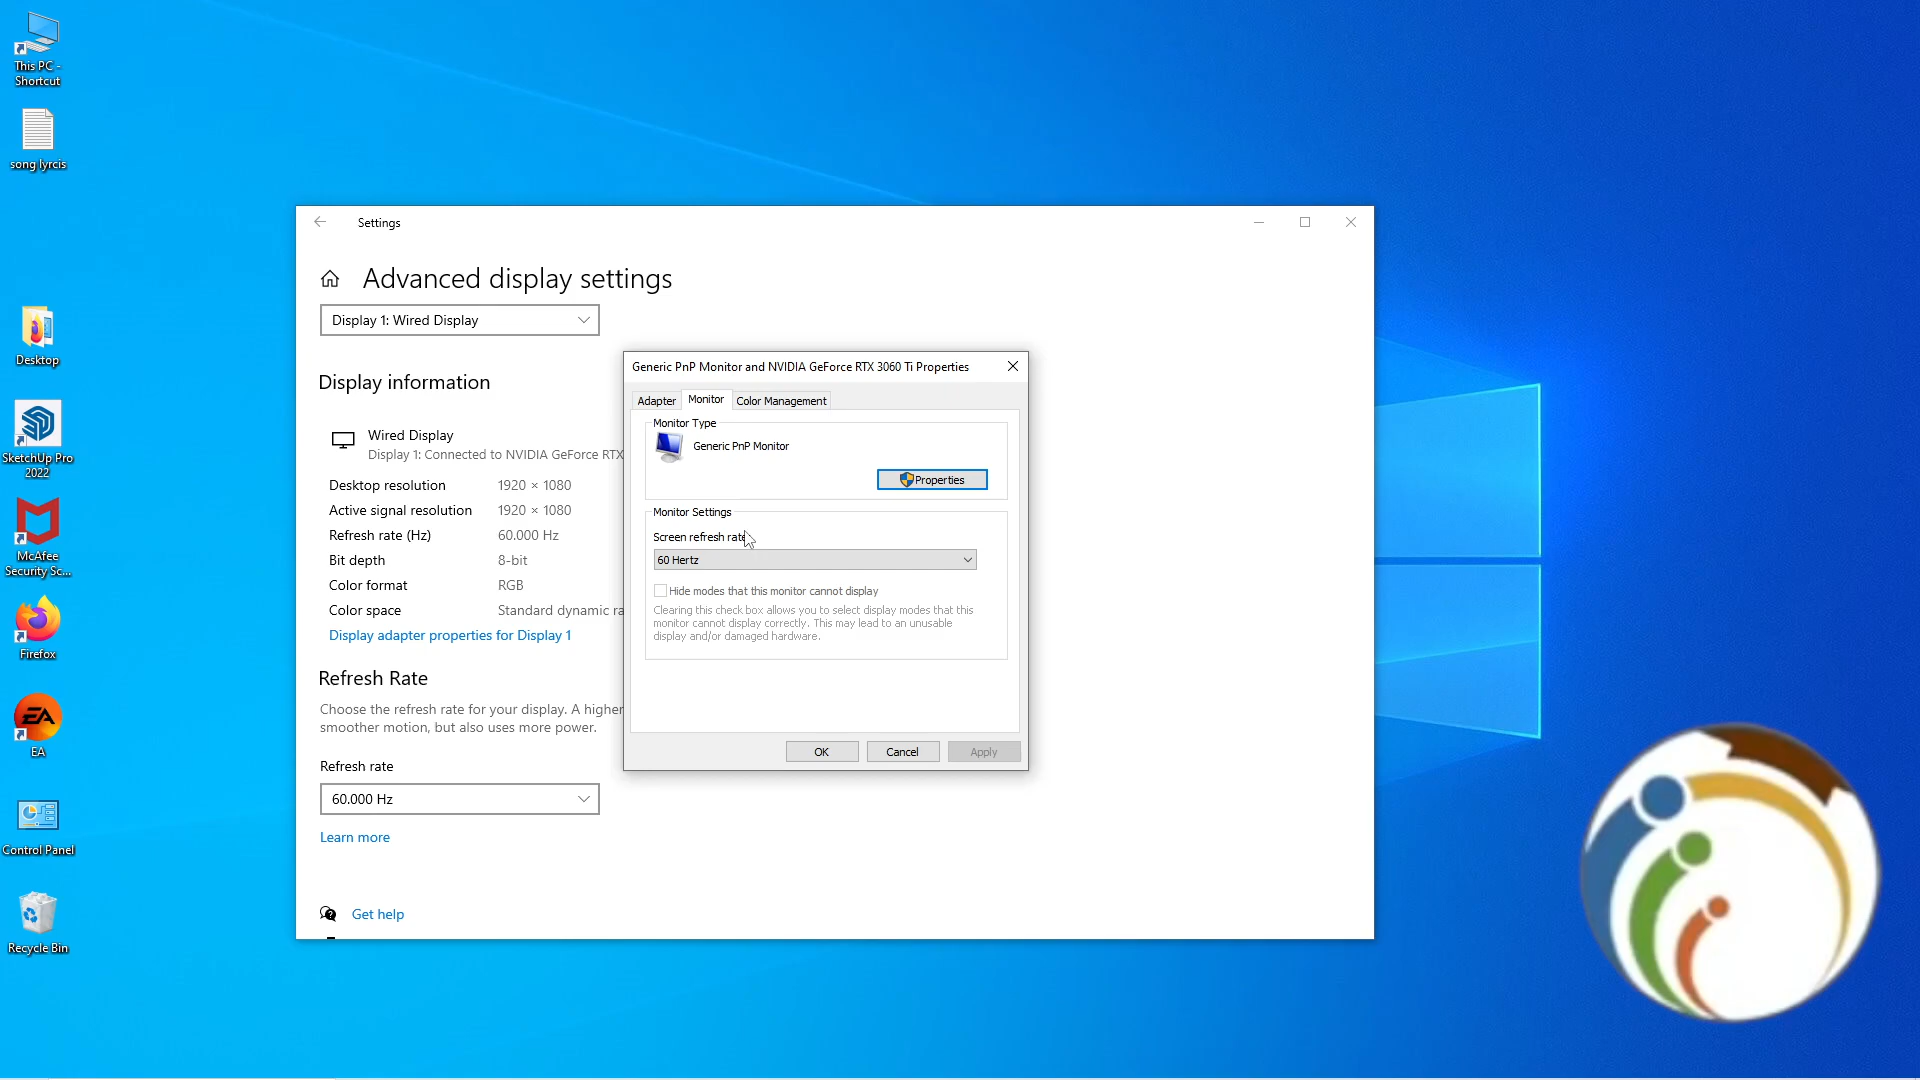 This PC -
Shortcut
song lyrcis
Desktop
SketchUp Pro
2022
McAfee
Security Sc...
Firefox
EA
EA
Control Panel
Recycle Bin
Settings
Advanced display settings
Display 1: Wired Display
Display information
Wired Display
Display 1: Connected to NVIDIA GeForce RTX
Desktop resolution 1920 × 1080
Active signal resolution 1920 × 1080
Refresh rate (Hz) 60.000 Hz
Bit depth 8-bit
Color format RGB
Color space Standard dynamic ra
Display adapter properties for Display 1
Refresh Rate
Choose the refresh rate for your display. A higher
smoother motion, but also uses more power.
Refresh rate
60.000 Hz
Learn more
Get help
Generic PnP Monitor and NVIDIA GeForce RTX 3060 Ti Properties
Adapter Monitor Color Management
Monitor Type
Generic PnP Monitor
Properties
Monitor Settings
Screen refresh rate
60 Hertz
Hide modes that this monitor cannot display
Clearing this check box allows you to select display modes that this
monitor cannot display correctly. This may lead to an unusable
display and/or damaged hardware.
OK Cancel Apply